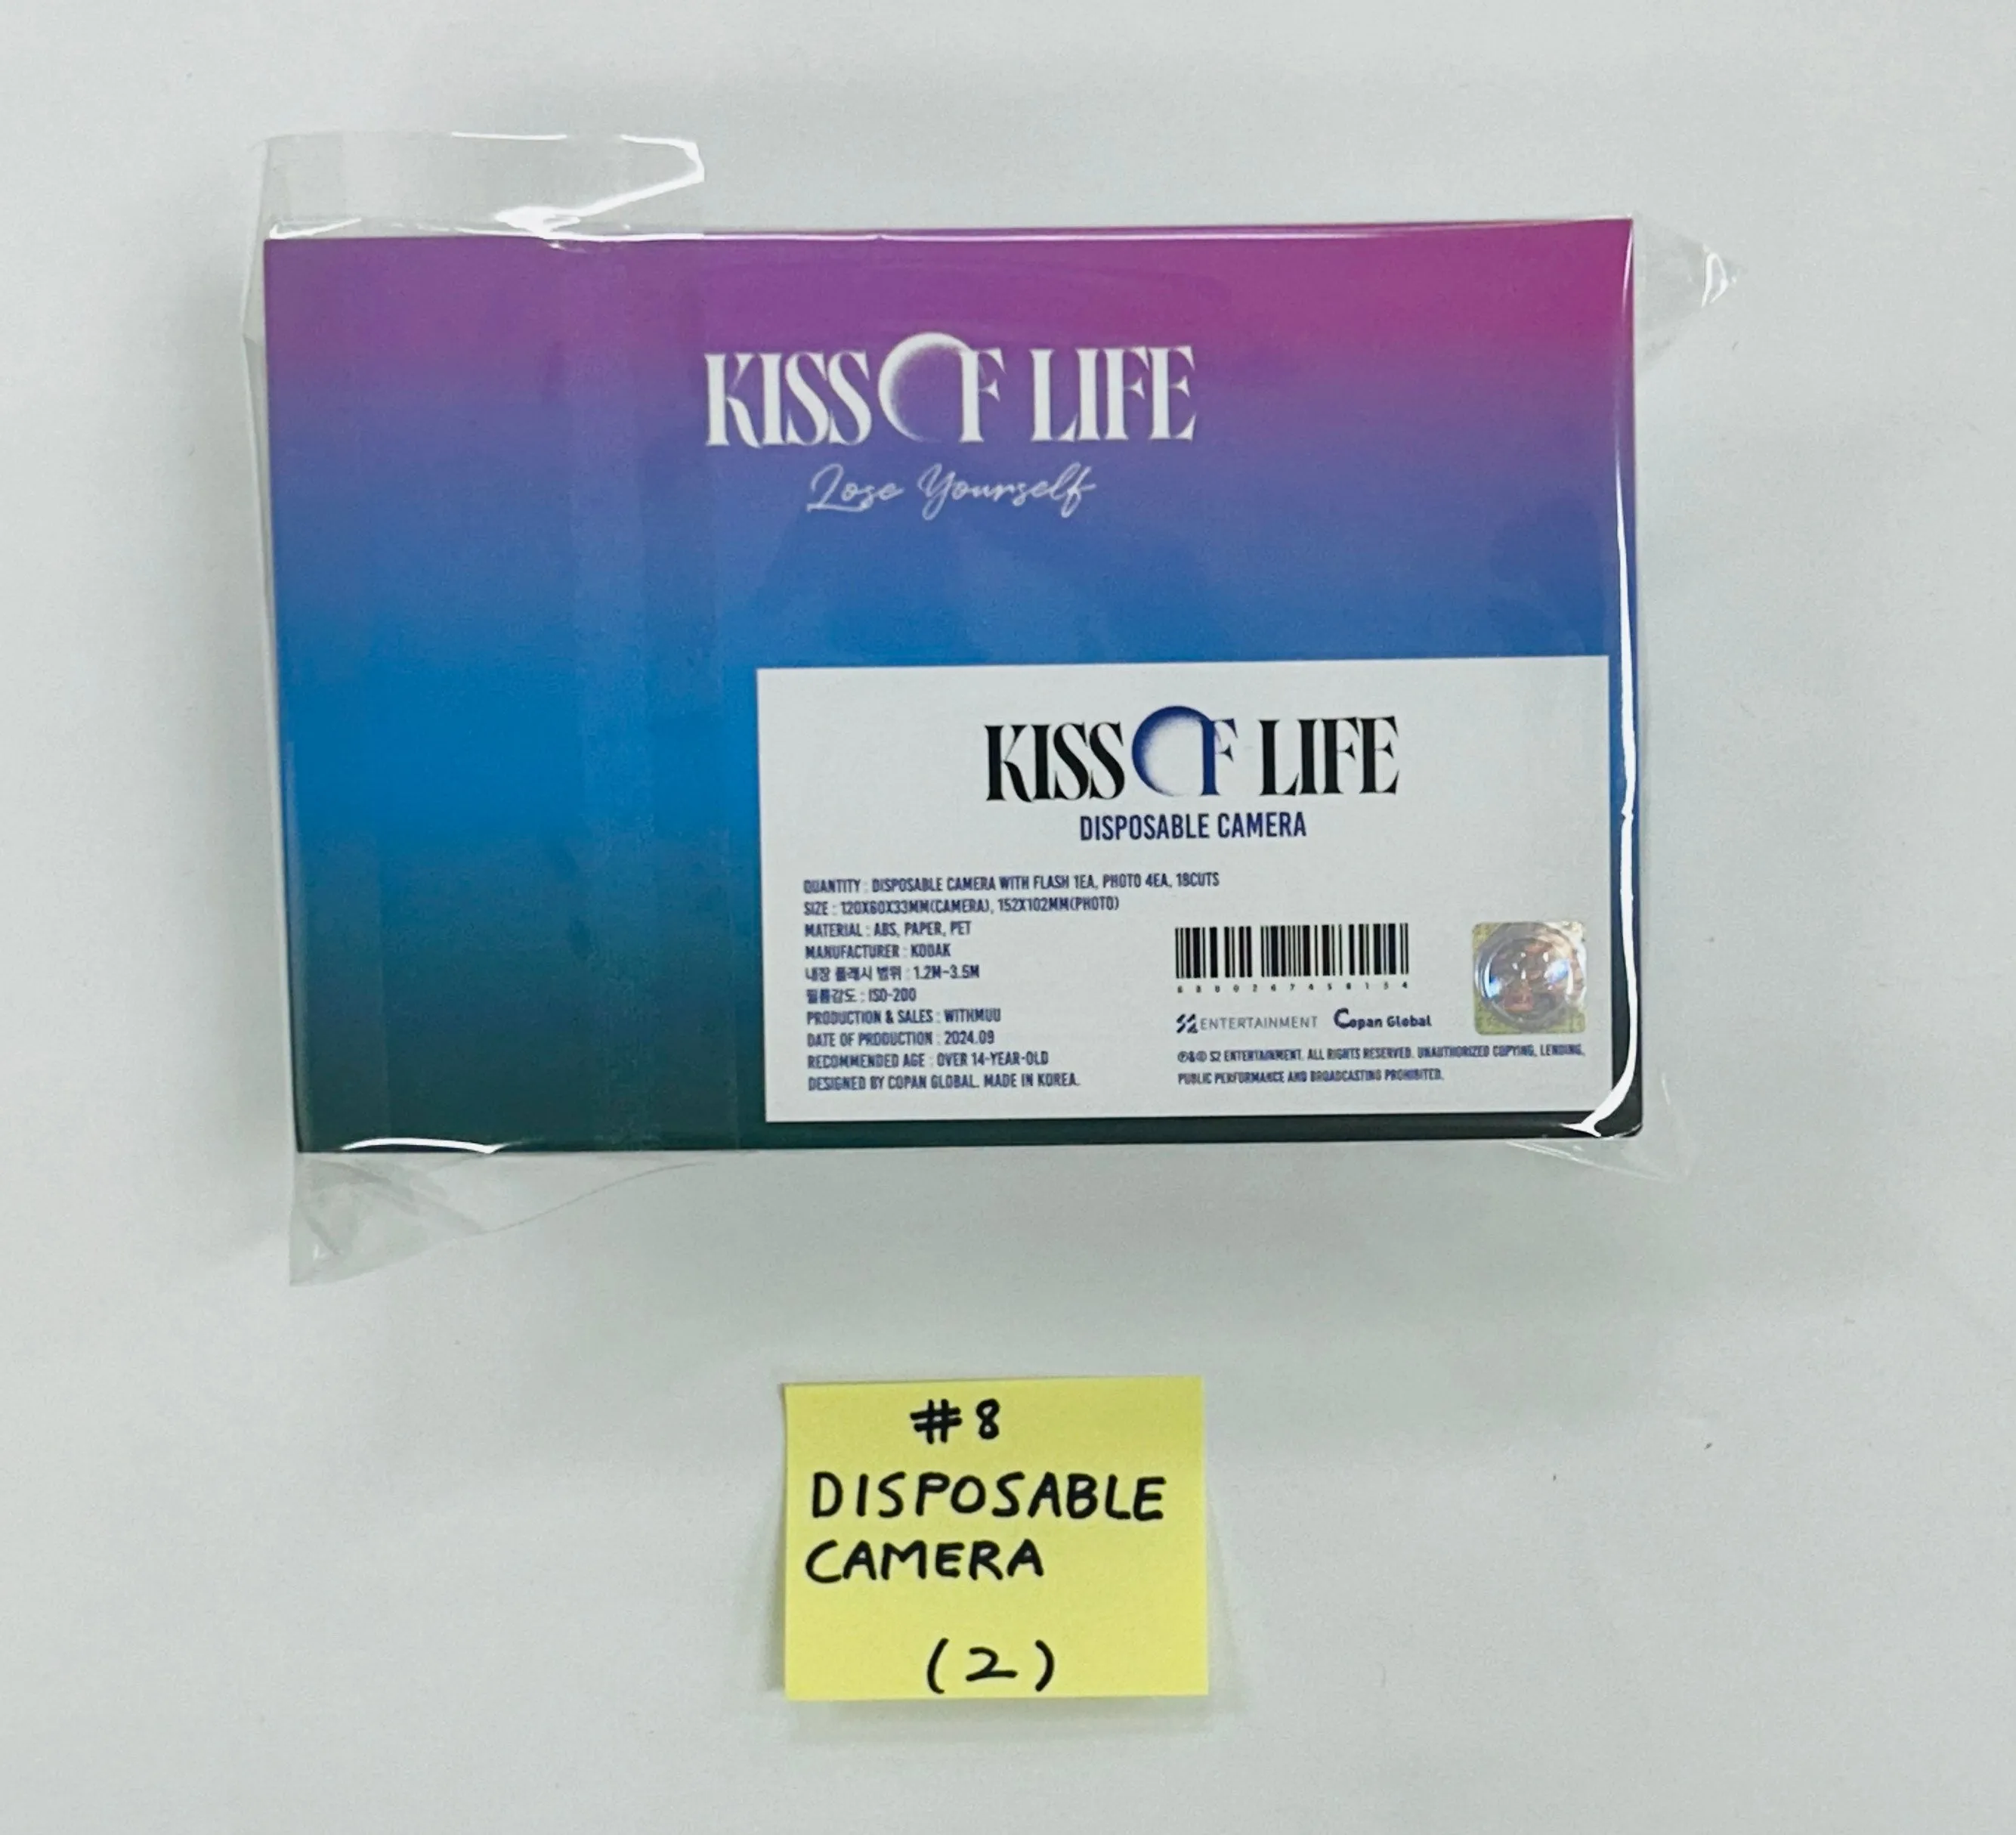 KISS OF LIFE
Lose Yourself
KISS OF LIFE
DISPOSABLE CAMERA
QUANTITY : DISPOSABLE CAMERA WITH FLASH 1EA, PHOTO 4EA, 18CUTS
SIZE : 120X60X33MM(CAMERA), 152X102MM(PHOTO)
MATERIAL : ABS, PAPER, PET
MANUFACTURER : KODAK
내장 플래시 범위 : 1.2M-3.5M
필름감도 : ISO-200
PRODUCTION & SALES : WITHMUU
DATE OF PRODUCTION : 2024.09
RECOMMENDED AGE : OVER 14-YEAR-OLD
DESIGNED BY COPAN GLOBAL. MADE IN KOREA.
S2 ENTERTAINMENT Copan Global
℗&© S2 ENTERTAINMENT. ALL RIGHTS RESERVED. UNAUTHORIZED COPYING, LENDING,
PUBLIC PERFORMANCE AND BROADCASTING PROHIBITED.
#8
DISPOSABLE
CAMERA
(2)